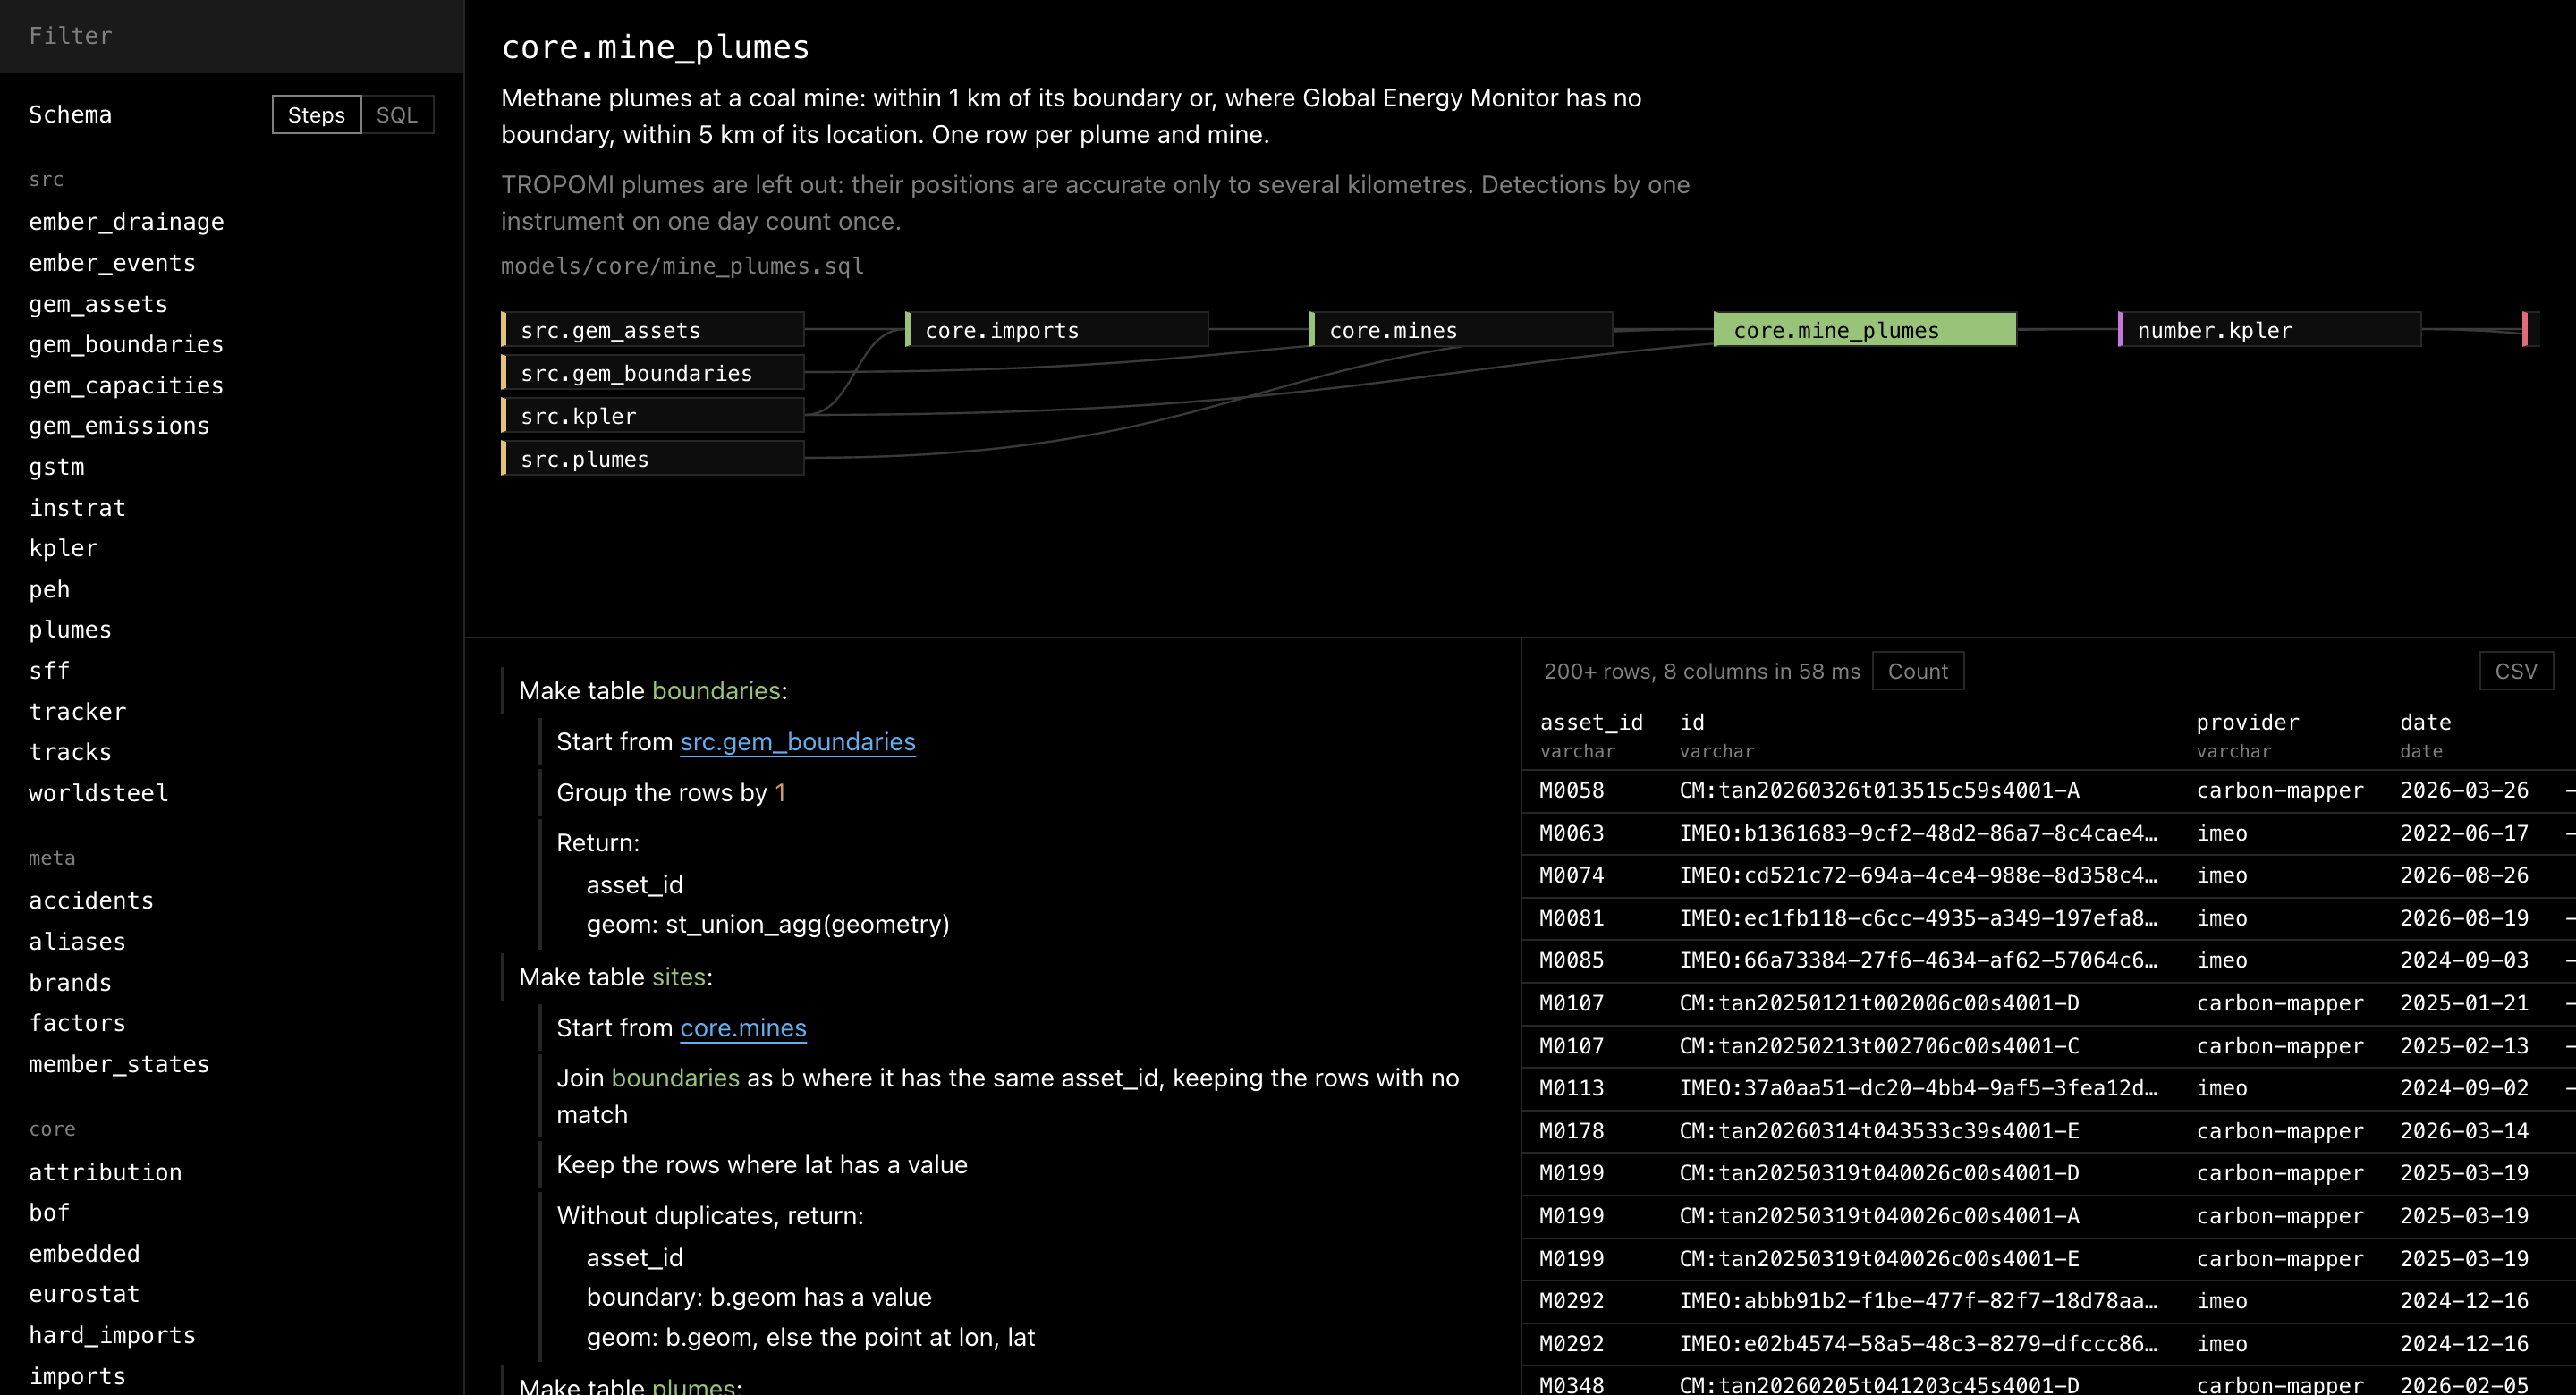 Filter
Schema
Steps
SQL
src
ember_drainage
ember_events
gem_assets
gem_boundaries
gem_capacities
gem_emissions
gstm
instrat
kpler
peh
plumes
sff
tracker
tracks
worldsteel
meta
accidents
aliases
brands
factors
member_states
core
attribution
bof
embedded
eurostat
hard_imports
imports
core.mine_plumes
Methane plumes at a coal mine: within 1 km of its boundary or, where Global Energy Monitor has no
boundary, within 5 km of its location. One row per plume and mine.
TROPOMI plumes are left out: their positions are accurate only to several kilometres. Detections by one
instrument on one day count once.
models/core/mine_plumes.sql
src.gem_assets
core.imports
core.mines
core.mine_plumes
number.kpler
src.gem_boundaries
src.kpler
src.plumes
Make table boundaries:
Start from src.gem_boundaries
Group the rows by 1
Return:
asset_id
geom: st_union_agg(geometry)
Make table sites:
Start from core.mines
Join boundaries as b where it has the same asset_id, keeping the rows with no
match
Keep the rows where lat has a value
Without duplicates, return:
asset_id
boundary: b.geom has a value
geom: b.geom, else the point at lon, lat
Make table plumes:
200+ rows, 8 columns in 58 ms
Count
CSV
asset_id id provider date
varchar varchar varchar date
M0058 CM:tan20260326t013515c59s4001-A carbon-mapper 2026-03-26
M0063 IMEO:b1361683-9cf2-48d2-86a7-8c4cae4… imeo 2022-06-17
M0074 IMEO:cd521c72-694a-4ce4-988e-8d358c4… imeo 2026-08-26
M0081 IMEO:ec1fb118-c6cc-4935-a349-197efa8… imeo 2026-08-19
M0085 IMEO:66a73384-27f6-4634-af62-57064c6… imeo 2024-09-03
M0107 CM:tan20250121t002006c00s4001-D carbon-mapper 2025-01-21
M0107 CM:tan20250213t002706c00s4001-C carbon-mapper 2025-02-13
M0113 IMEO:37a0aa51-dc20-4bb4-9af5-3fea12d… imeo 2024-09-02
M0178 CM:tan20260314t043533c39s4001-E carbon-mapper 2026-03-14
M0199 CM:tan20250319t040026c00s4001-D carbon-mapper 2025-03-19
M0199 CM:tan20250319t040026c00s4001-A carbon-mapper 2025-03-19
M0199 CM:tan20250319t040026c00s4001-E carbon-mapper 2025-03-19
M0292 IMEO:abbb91b2-f1be-477f-82f7-18d78aa… imeo 2024-12-16
M0292 IMEO:e02b4574-58a5-48c3-8279-dfccc86… imeo 2024-12-16
M0348 CM:tan20260205t041203c45s4001-D carbon-mapper 2026-02-05